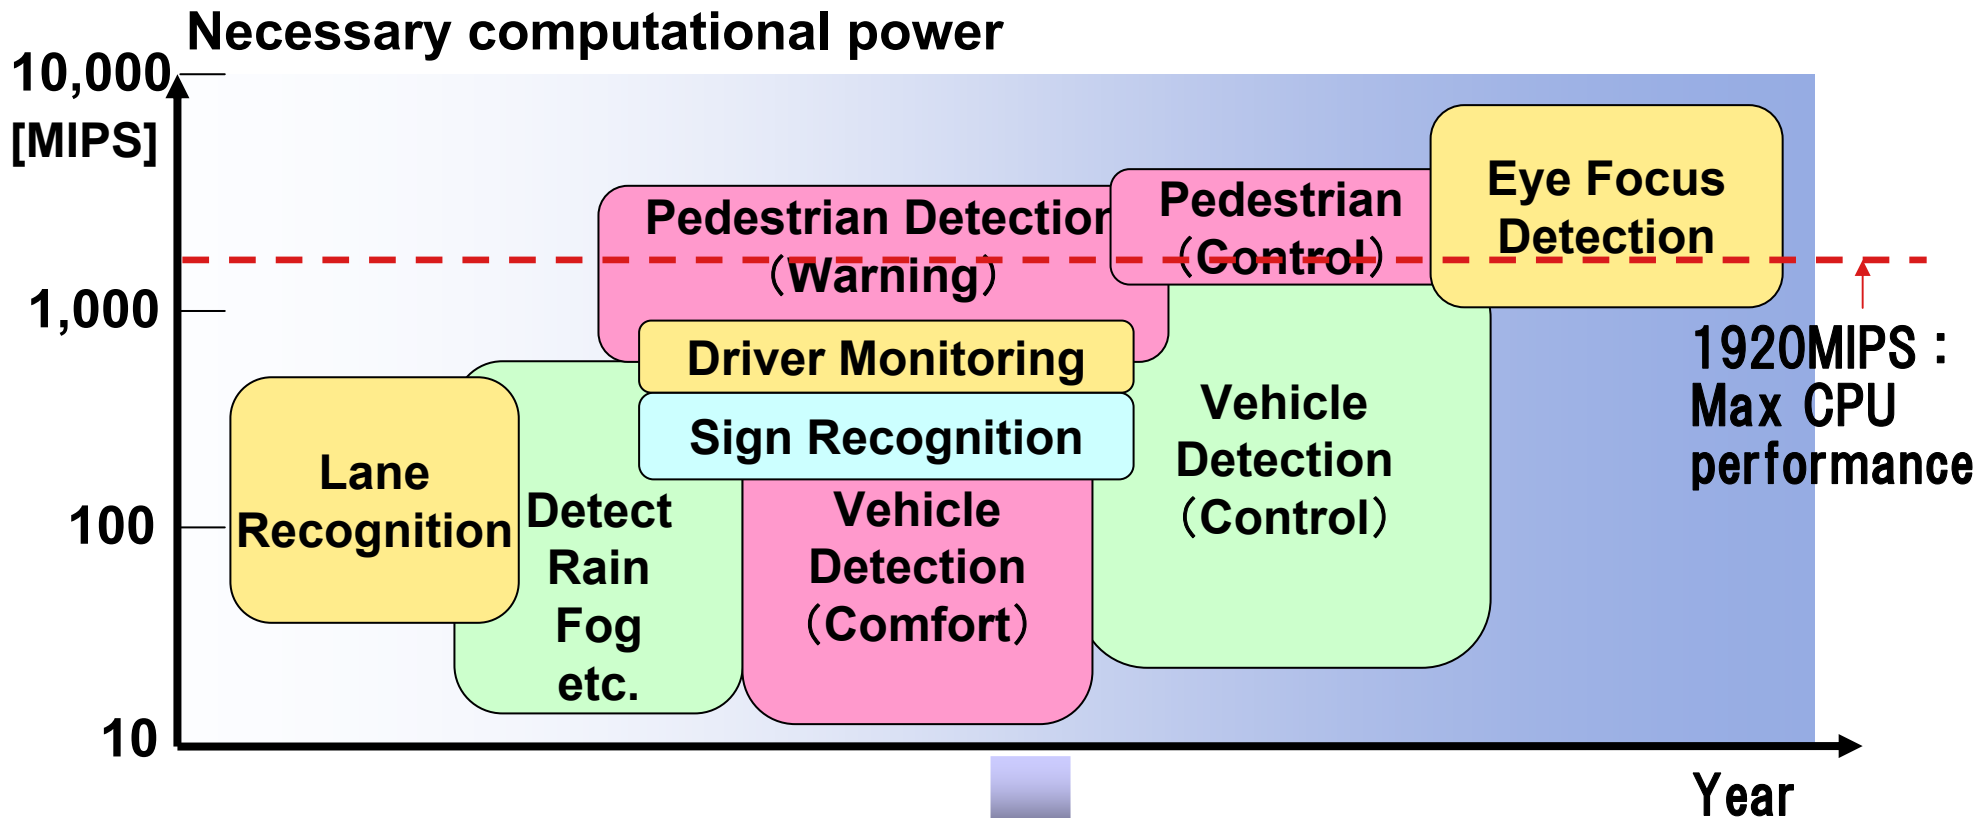 Necessary computational power
10,000
[MIPS]
1,000
100
10
Lane
Recognition
Detect
Rain
Fog
etc.
Pedestrian Detection
（Warning）
Driver Monitoring
Sign Recognition
Vehicle
Detection
（Comfort）
Pedestrian
（Control）
Vehicle
Detection
（Control）
Eye Focus
Detection
1920MIPS：
Max CPU
performance
Year